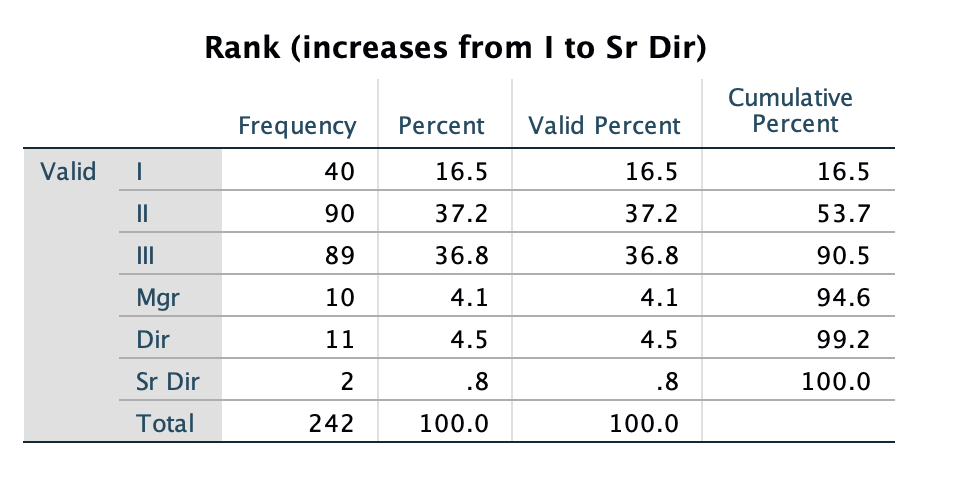 Rank (increases from I to Sr Dir)
Frequency Percent Valid Percent Cumulative Percent
Valid I 40 16.5 16.5 16.5
II 90 37.2 37.2 53.7
III 89 36.8 36.8 90.5
Mgr 10 4.1 4.1 94.6
Dir 11 4.5 4.5 99.2
Sr Dir 2 .8 .8 100.0
Total 242 100.0 100.0